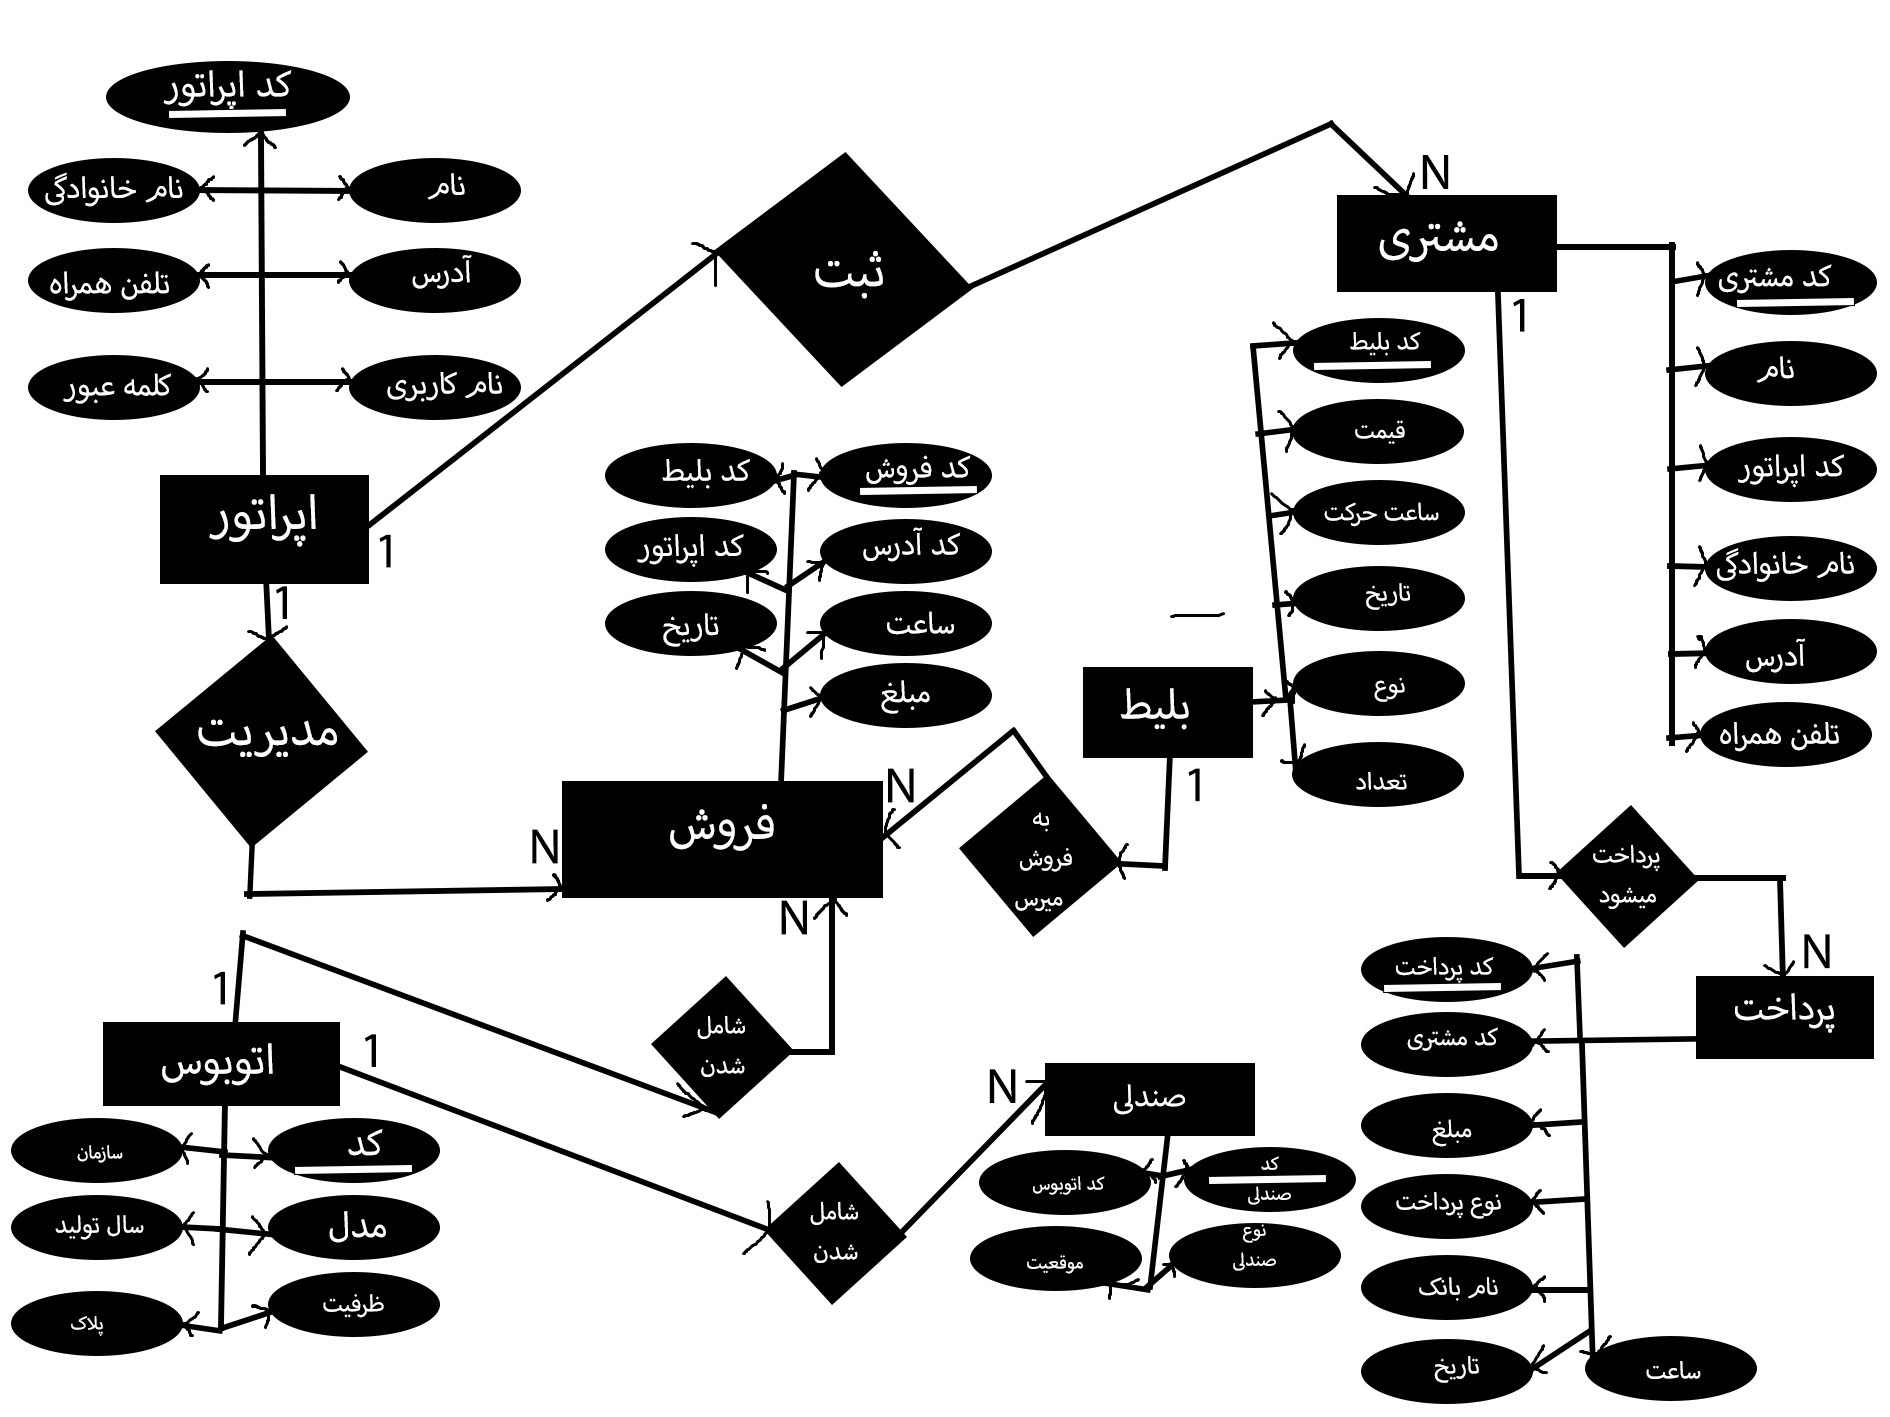 کد اپراتور
نام خانوادگی
نام
تلفن همراه
آدرس
کلمه عبور
نام کاربری
اپراتور
1
1
ثبت
N
مشتری
1
کد مشتری
نام
کد اپراتور
نام خانوادگی
آدرس
تلفن همراه
کد بلیط
قیمت
ساعت حرکت
تاریخ
نوع
تعداد
بلیط
1
کد بلیط
کد فروش
کد اپراتور
کد آدرس
تاریخ
ساعت
مبلغ
مدیریت
N
فروش
N
N
به
فروش
میرس
پرداخت
میشود
N
پرداخت
کد پرداخت
کد مشتری
مبلغ
نوع پرداخت
نام بانک
تاریخ
ساعت
1
اتوبوس
1
شامل
شدن
شامل
شدن
N
صندلی
کد اتوبوس
کد
صندلی
موقعیت
نوع
صندلی
سازمان
کد
سال تولید
مدل
پلاک
ظرفیت